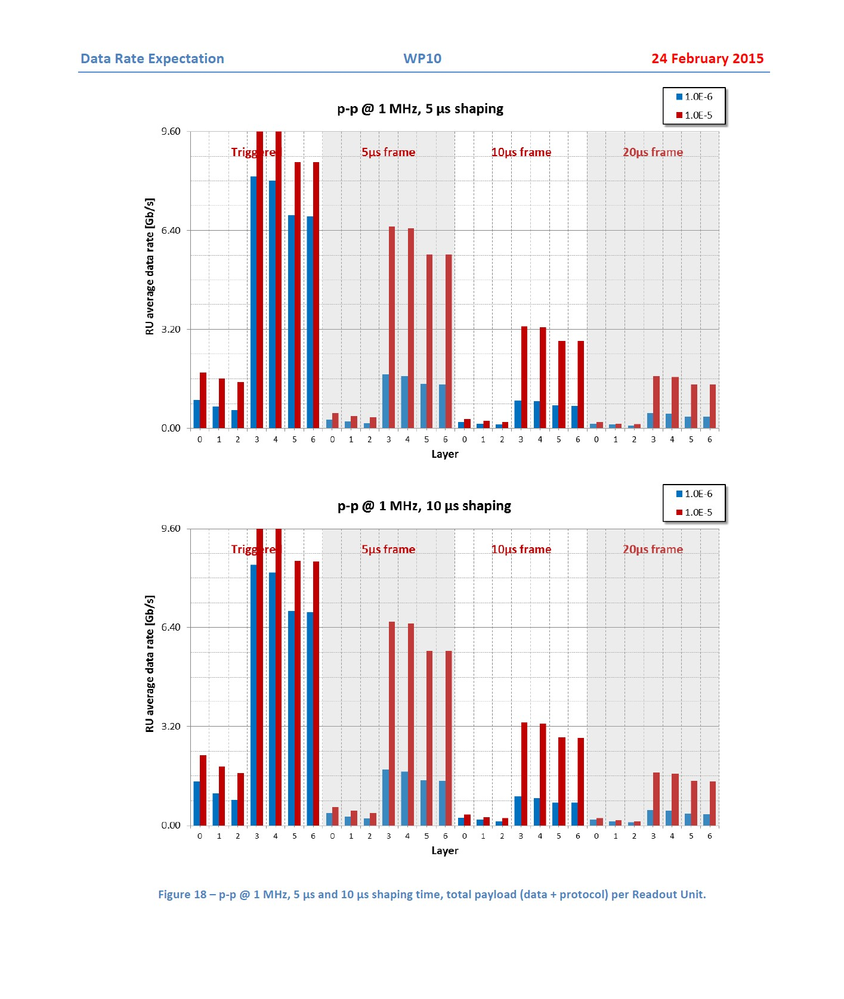 Data Rate Expectation WP10 24 February 2015
1.0E-6
1.0E-5
p-p @ 1 MHz, 5 µs shaping
9.60
Triggered 5µs frame 10µs frame 20µs frame
6.40
RU average data rate [Gb/s]
3.20
0.00
0 1 2 3 4 5 6 0 1 2 3 4 5 6 0 1 2 3 4 5 6 0 1 2 3 4 5 6
Layer
1.0E-6
1.0E-5
p-p @ 1 MHz, 10 µs shaping
9.60
Triggered 5µs frame 10µs frame 20µs frame
6.40
RU average data rate [Gb/s]
3.20
0.00
0 1 2 3 4 5 6 0 1 2 3 4 5 6 0 1 2 3 4 5 6 0 1 2 3 4 5 6
Layer
Figure 18 – p-p @ 1 MHz, 5 µs and 10 µs shaping time, total payload (data + protocol) per Readout Unit.